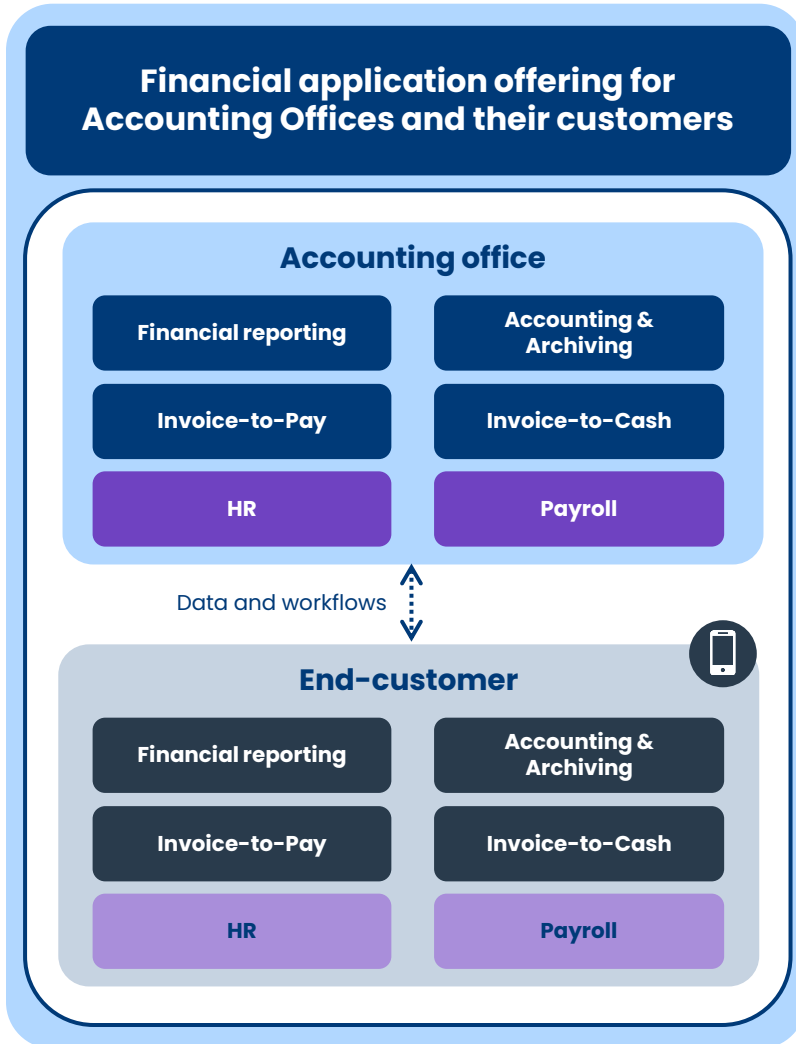 Financial application offering for
Accounting Offices and their customers
Accounting office
Financial reporting
Accounting &
Archiving
Invoice-to-Pay
Invoice-to-Cash
HR
Payroll
Data and workflows
End-customer
Financial reporting
Accounting &
Archiving
Invoice-to-Pay
Invoice-to-Cash
HR
Payroll